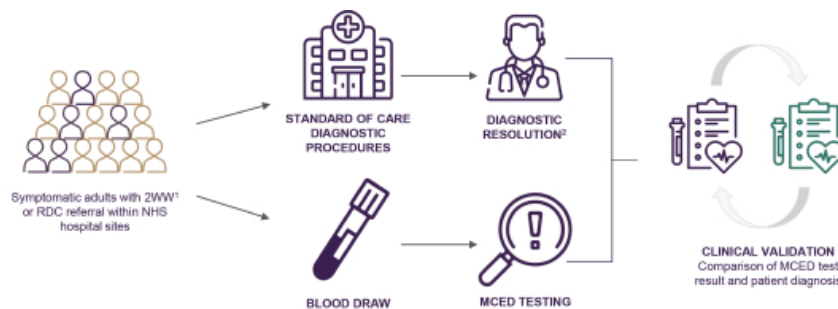 Symptomatic adults with 2WW¹
or RDC referral within NHS
hospital sites
STANDARD OF CARE
DIAGNOSTIC
PROCEDURES
DIAGNOSTIC
RESOLUTION²
BLOOD DRAW
MCED TESTING
CLINICAL VALIDATION
Comparison of MCED test
result and patient diagnosis